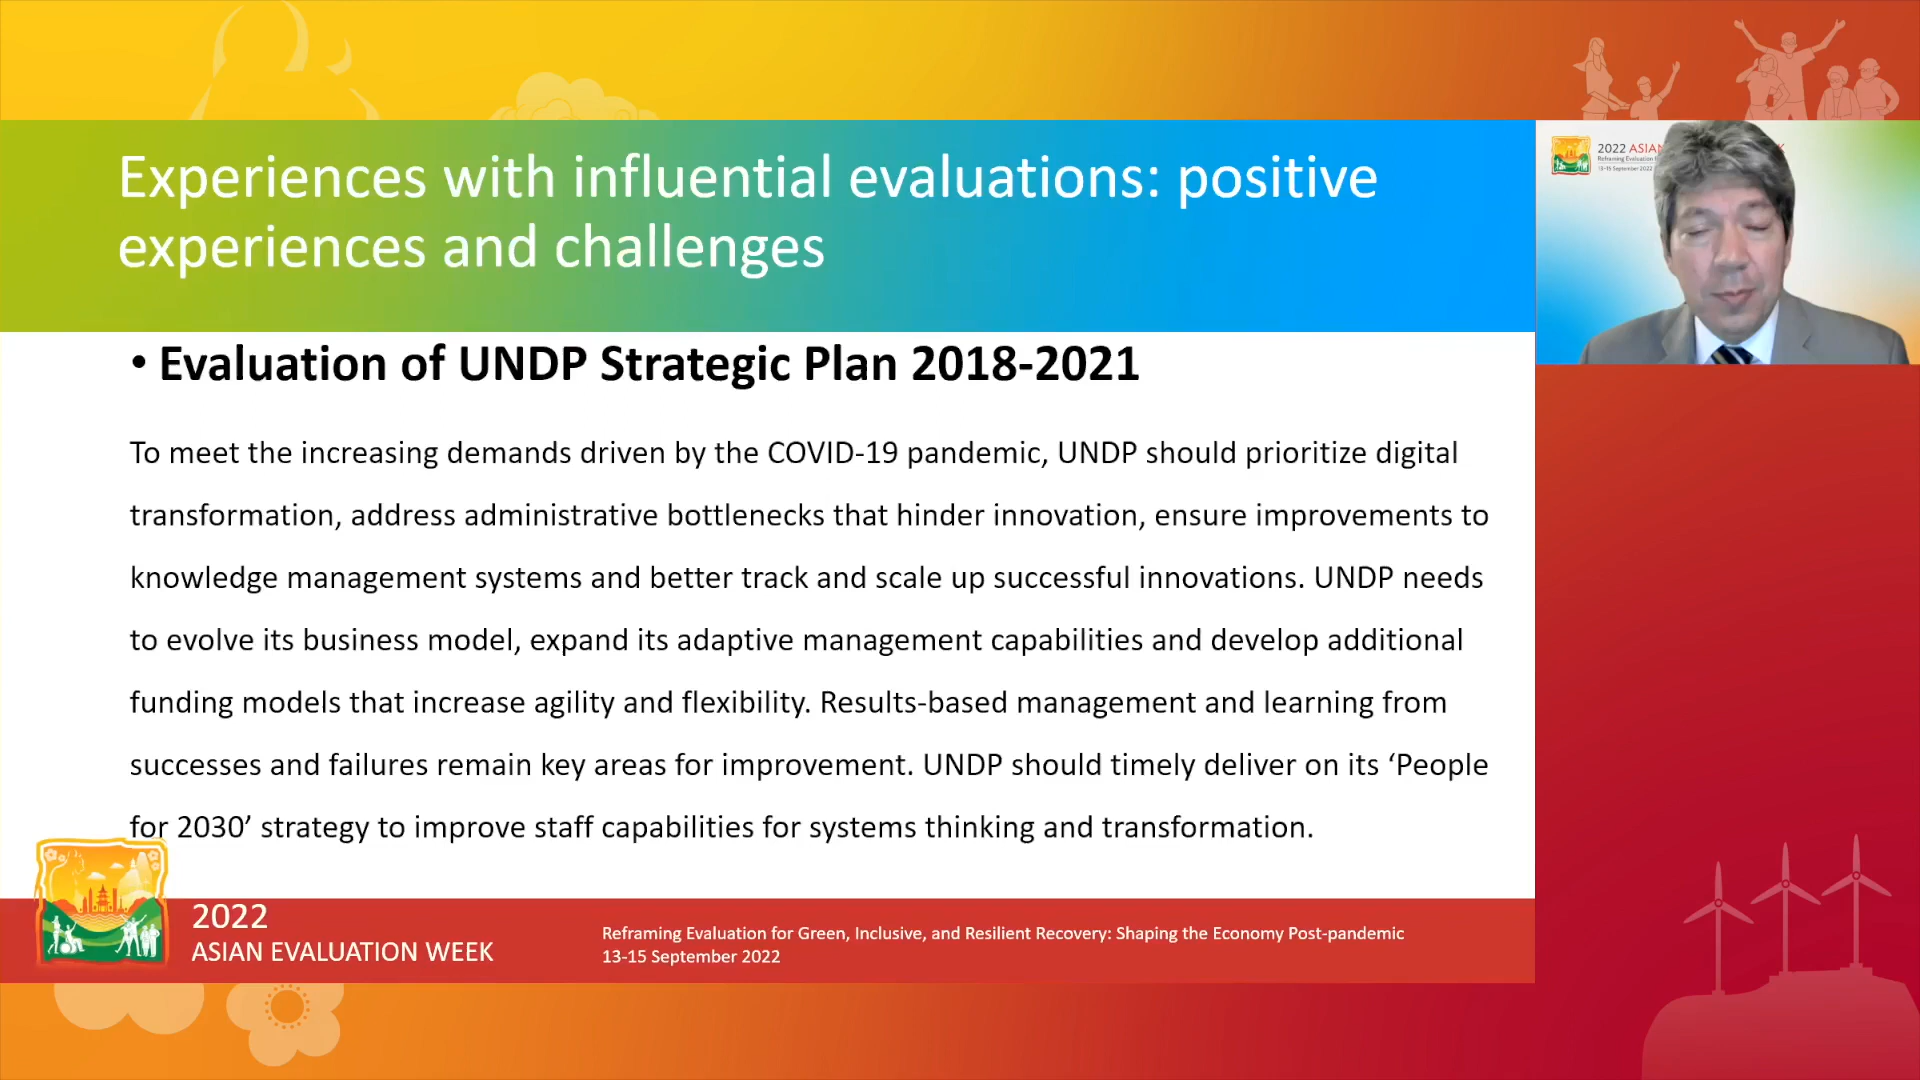 Experiences with influential evaluations: positive
experiences and challenges
2022 ASIAN
13-15 September 2022
• Evaluation of UNDP Strategic Plan 2018-2021
To meet the increasing demands driven by the COVID-19 pandemic, UNDP should prioritize digital
transformation, address administrative bottlenecks that hinder innovation, ensure improvements to
knowledge management systems and better track and scale up successful innovations. UNDP needs
to evolve its business model, expand its adaptive management capabilities and develop additional
funding models that increase agility and flexibility. Results-based management and learning from
successes and failures remain key areas for improvement. UNDP should timely deliver on its ‘People
for 2030’ strategy to improve staff capabilities for systems thinking and transformation.
2022
ASIAN EVALUATION WEEK
Reframing Evaluation for Green, Inclusive, and Resilient Recovery: Shaping the Economy Post-pandemic
13-15 September 2022